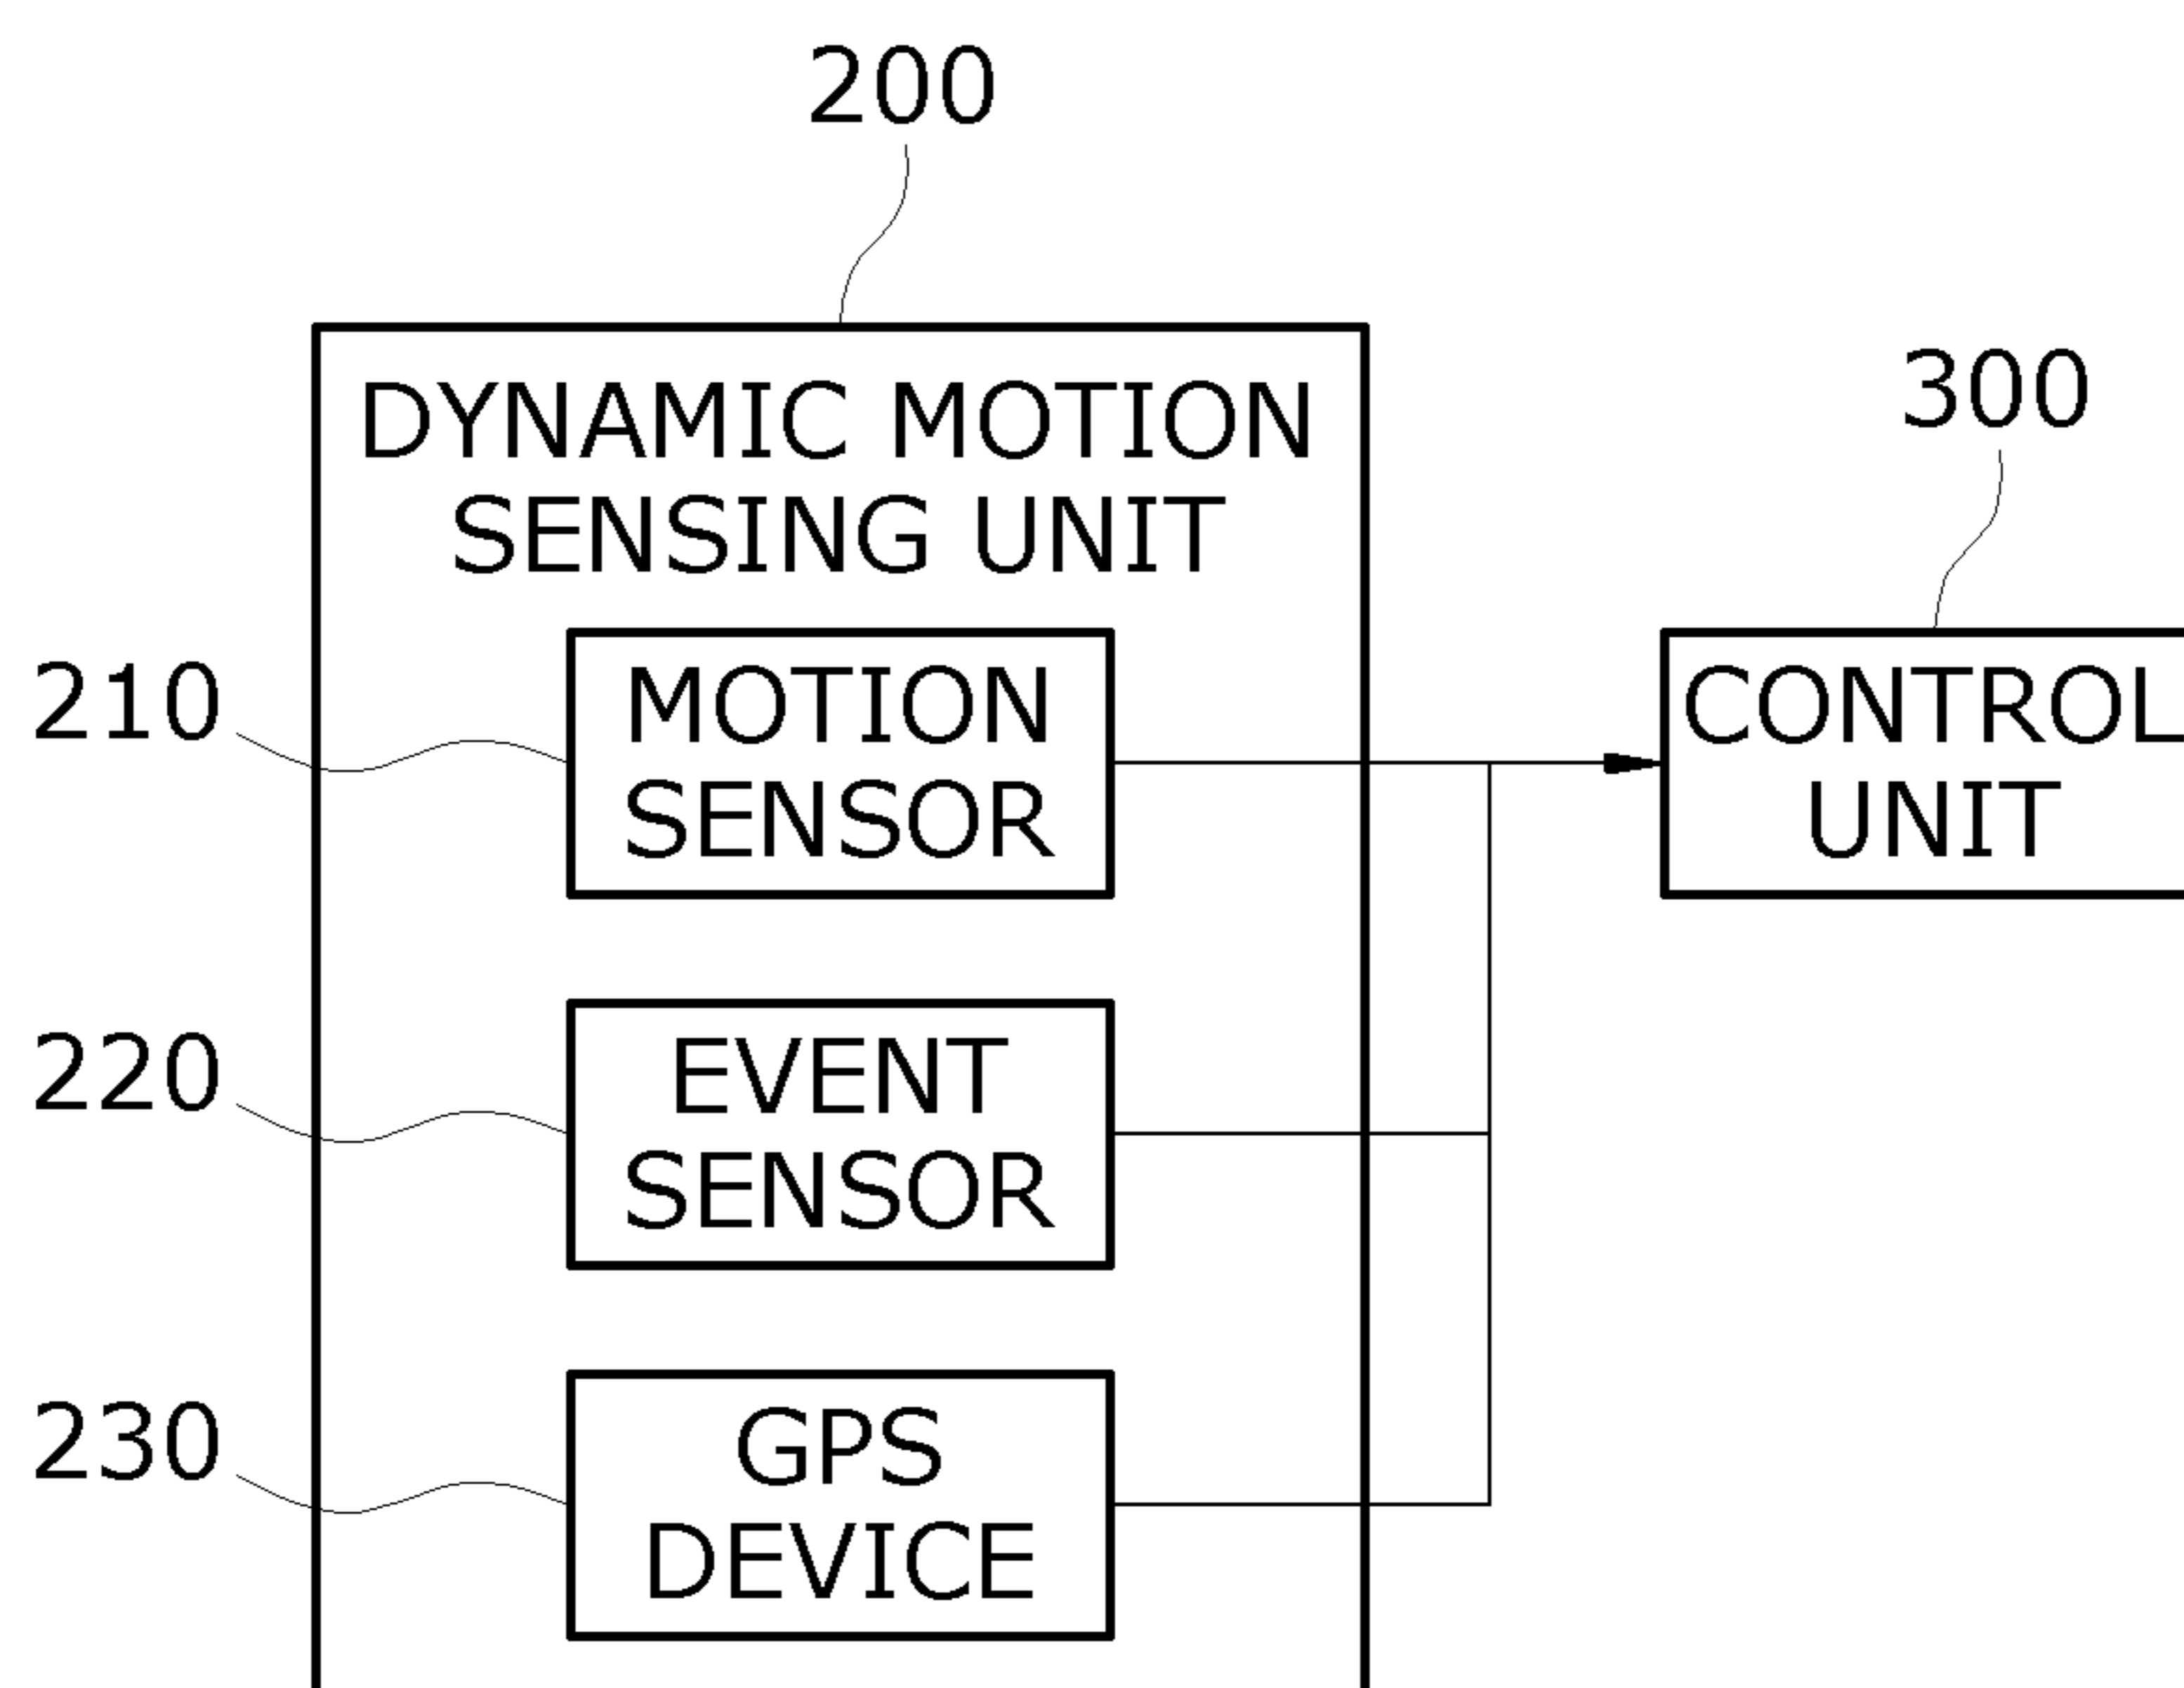 200
DYNAMIC MOTION
SENSING UNIT
300
210
MOTION
SENSOR
CONTROL
UNIT
220
EVENT
SENSOR
230
GPS
DEVICE